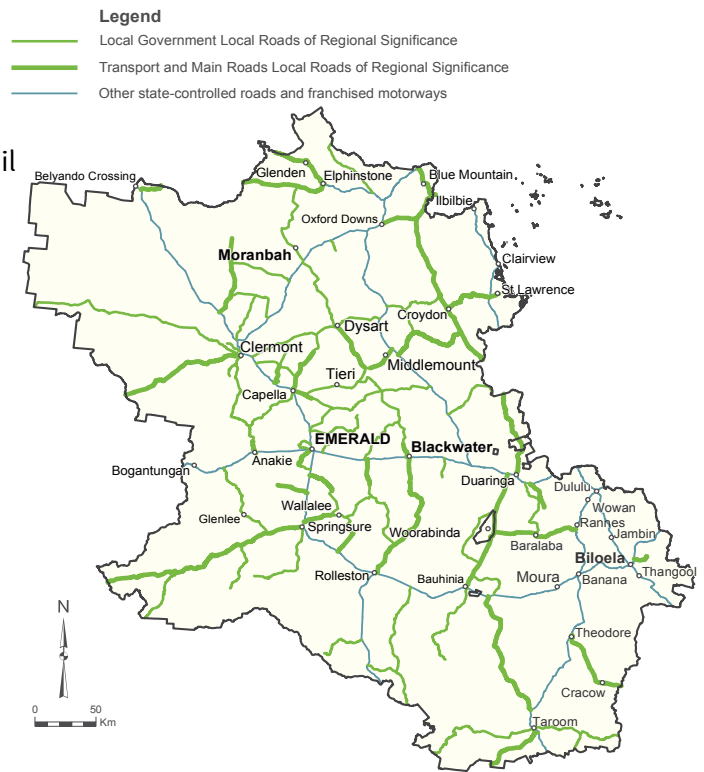 Legend
Local Government Local Roads of Regional Significance
Transport and Main Roads Local Roads of Regional Significance
Other state-controlled roads and franchised motorways
il
Belyando Crossing
Glenden
Elphinstone
Blue Mountain
Ilbilbie
Oxford Downs
Moranbah
Clairview
St Lawrence
Croydon
Dysart
Clermont
Middlemount
Tieri
Capella
EMERALD
Blackwater
Anakie
Bogantungan
Duaringa
Dululu
Wowan
Wallalee
Glenlee
Springsure
Woorabinda
Rannes
Jambin
Baralaba
Biloela
Rolleston
Bauhinia
Moura
Banana
Thangool
N
Theodore
Cracow
0
50
Km
Taroom